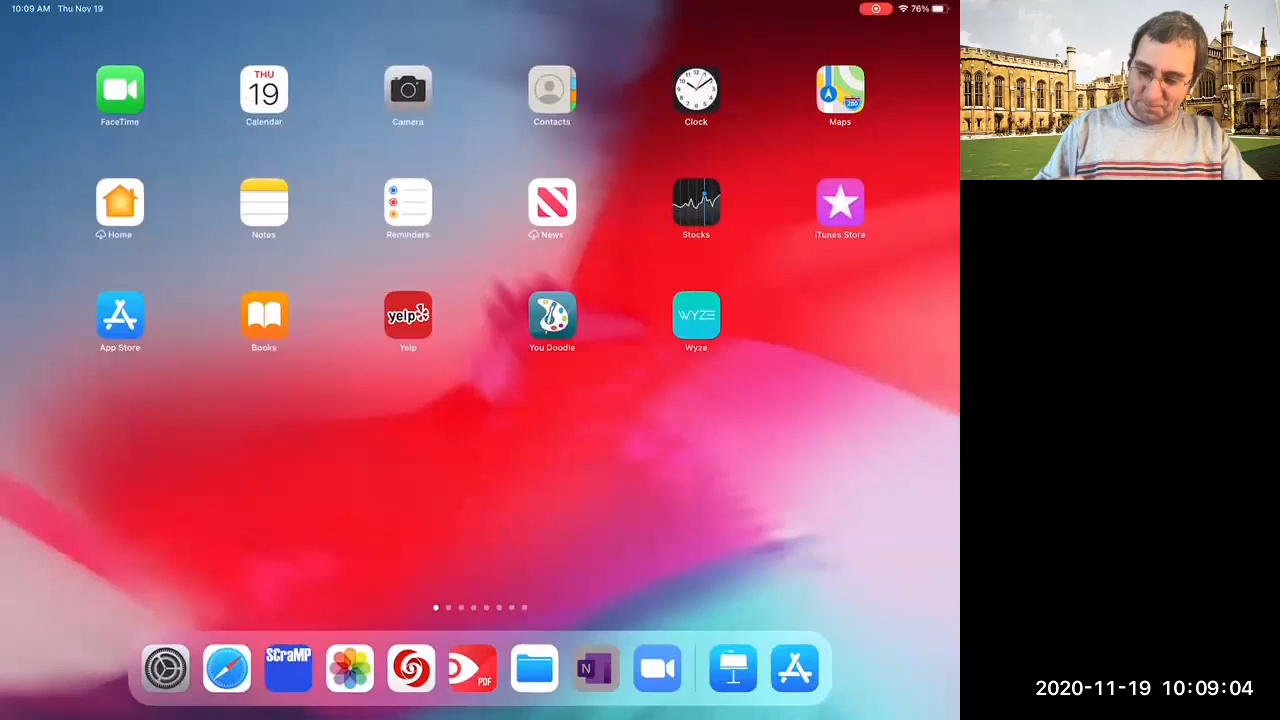 10:09 AM Thu Nov 19
76%
THU
19
280
FaceTime
Calendar
Camera
Contacts
Clock
Maps
Home
Notes
Reminders
News
Stocks
iTunes Store
yelp
WYZE
App Store
Books
Yelp
You Doodle
Wyze
SCraMP
PDF
N
2020-11-19 10:09:04